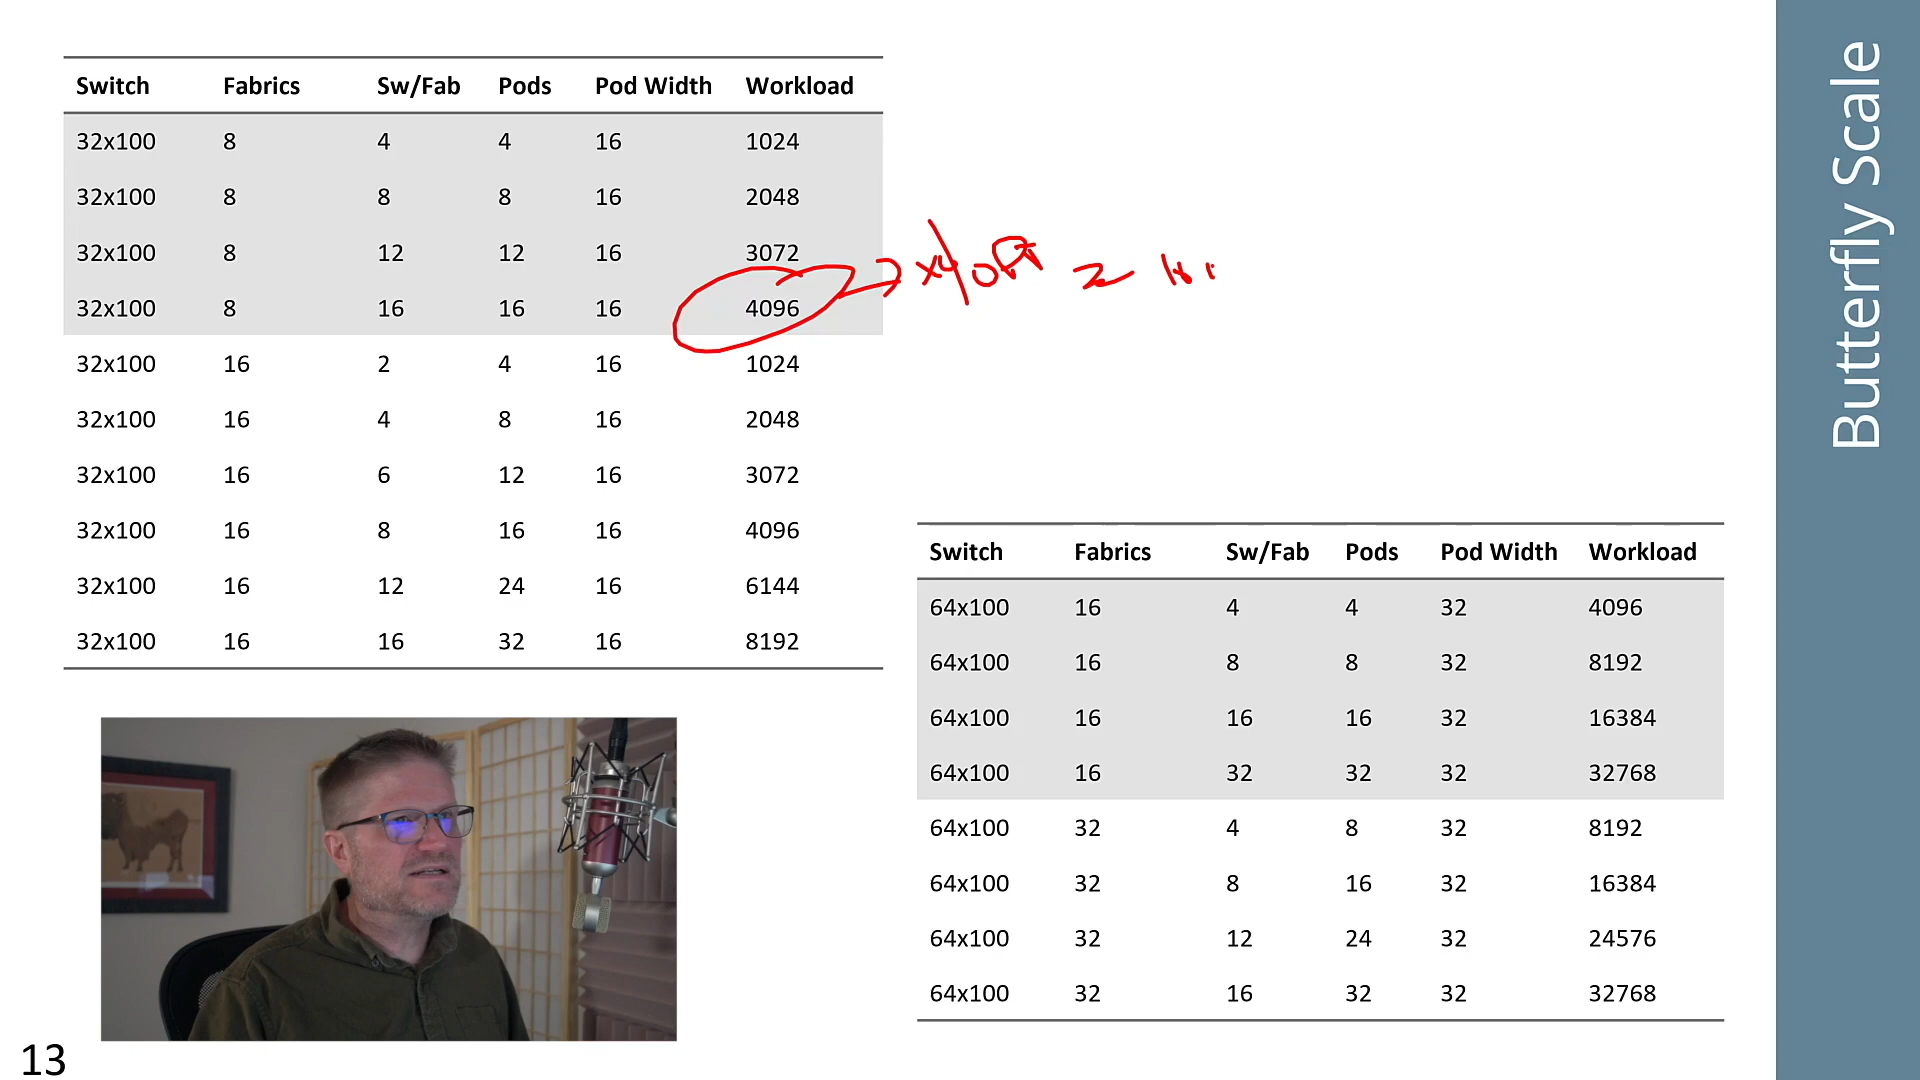 Switch Fabrics Sw/Fab Pods Pod Width Workload
32x100 8 4 4 16 1024
32x100 8 8 8 16 2048
32x100 8 12 12 16 3072
32x100 8 16 16 16 4096
32x100 16 2 4 16 1024
32x100 16 4 8 16 2048
32x100 16 6 12 16 3072
32x100 16 8 16 16 4096
32x100 16 12 24 16 6144
32x100 16 16 32 16 8192
Switch Fabrics Sw/Fab Pods Pod Width Workload
64x100 16 4 4 32 4096
64x100 16 8 8 32 8192
64x100 16 16 16 32 16384
64x100 16 32 32 32 32768
64x100 32 4 8 32 8192
64x100 32 8 16 32 16384
64x100 32 12 24 32 24576
64x100 32 16 32 32 32768
Butterfly Scale
13